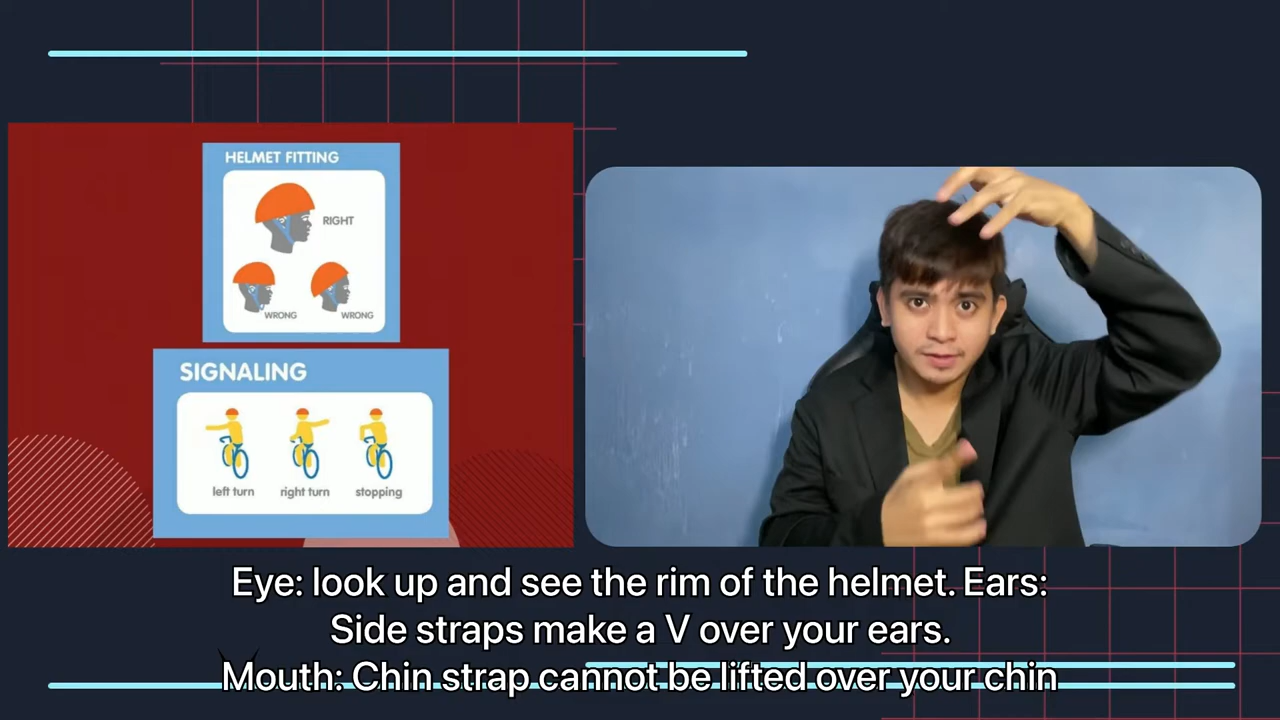 HELMET FITTING
RIGHT
WRONG WRONG
SIGNALING
left turn right turn stopping
Eye: look up and see the rim of the helmet. Ears:
Side straps make a V over your ears.
Mouth: Chin strap cannot be lifted over your chin